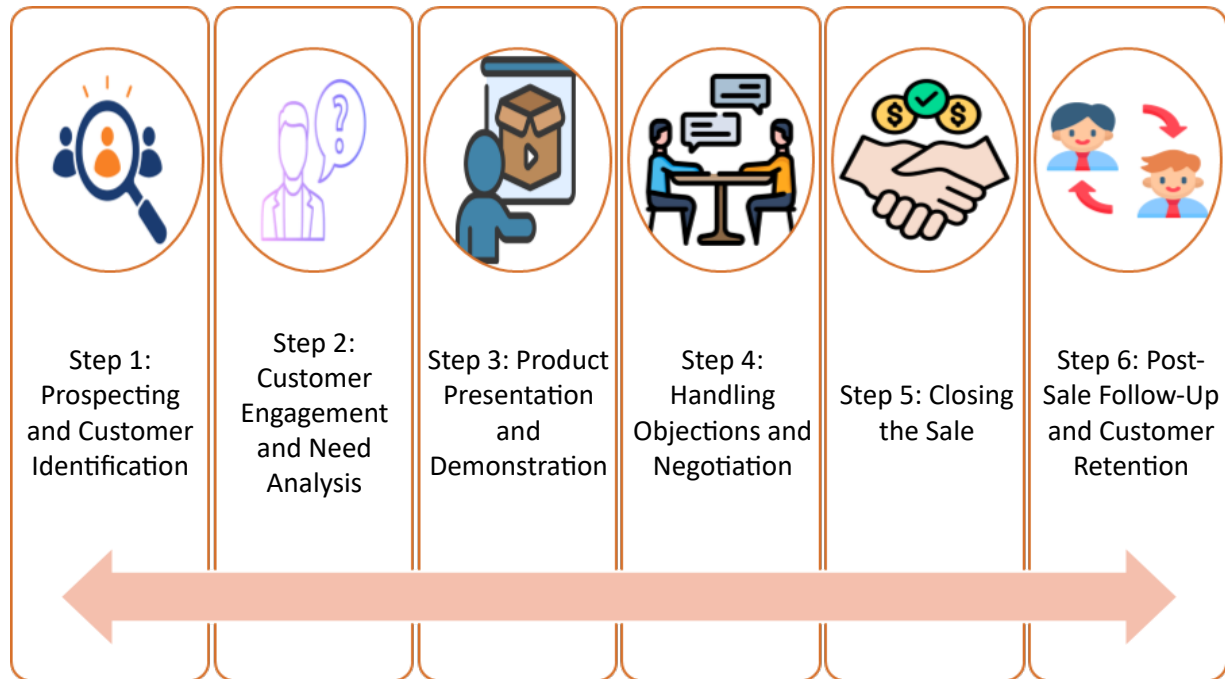 Step 1:
Prospecting
and Customer
Identification
Step 2:
Customer
Engagement
and Need
Analysis
Step 3: Product
Presentation
and
Demonstration
Step 4:
Handling
Objections and
Negotiation
Step 5: Closing
the Sale
Step 6: Post-
Sale Follow-Up
and Customer
Retention